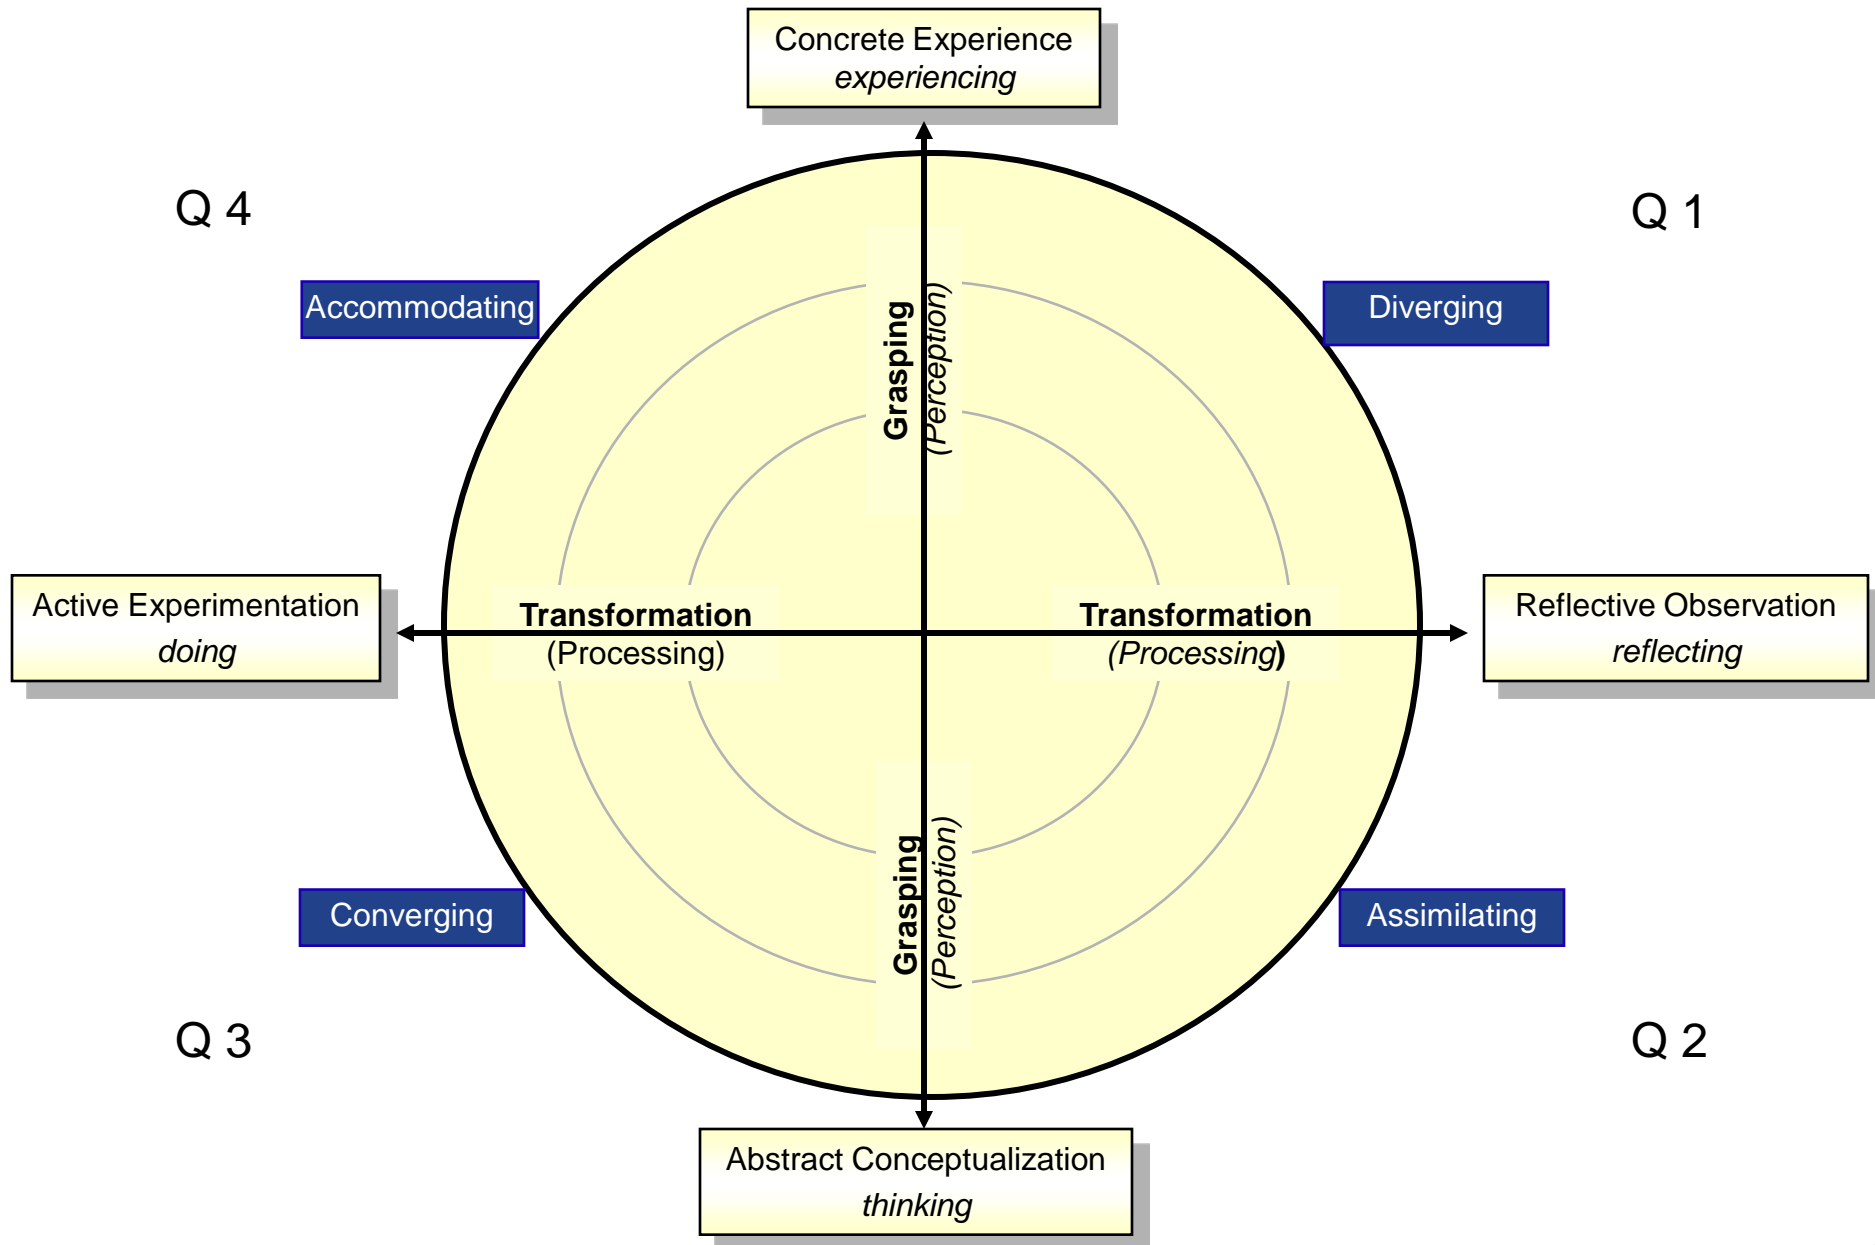 Concrete Experience
experiencing
Q 4
Q 1
Accommodating
Diverging
Grasping
(Perception)
Active Experimentation
doing
Transformation
(Processing)
Transformation
(Processing)
Reflective Observation
reflecting
Grasping
(Perception)
Converging
Assimilating
Q 3
Q 2
Abstract Conceptualization
thinking